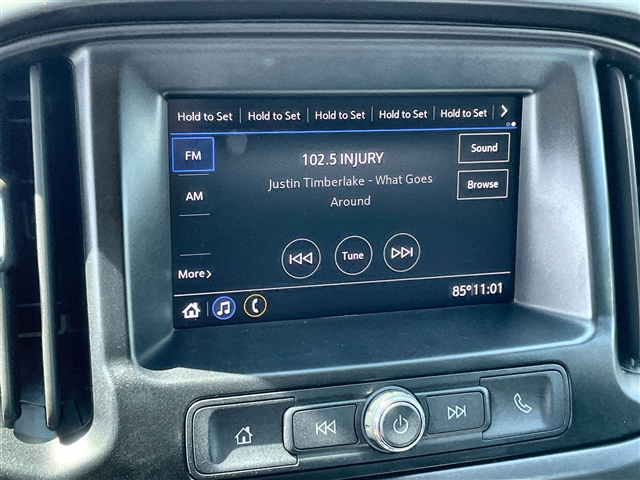 Hold to Set Hold to Set Hold to Set Hold to Set Hold to Set
FM
102.5 INJURY
Sound
Justin Timberlake - What Goes
Around
AM
Browse
Tune
More
85° 11:01